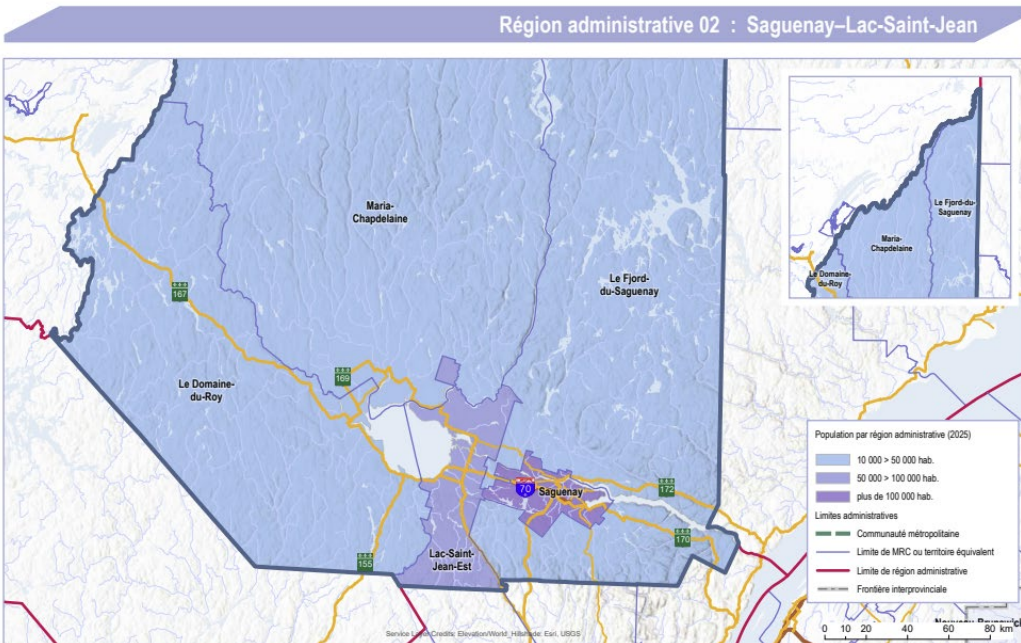 Région administrative 02 : Saguenay–Lac-Saint-Jean
Maria-
Chapdelaine
Le Fjord-
du-Saguenay
167
169
Le Domaine-
du-Roy
70
Saguenay
172
170
155
Lac-Saint-
Jean-Est
Le Fjord-du-
Saguenay
Maria-
Chapdelaine
Le Domaine-
du-Roy
Population par région administrative (2025)
10 000 > 50 000 hab.
50 000 > 100 000 hab.
plus de 100 000 hab.
Limites administratives
Communauté métropolitaine
Limite de MRC ou territoire équivalent
Limite de région administrative
Frontière interprovinciale
0 10 20 40 60 80 km
Service Layer Credits: Elevation/World_Hillshade: Esri, USGS